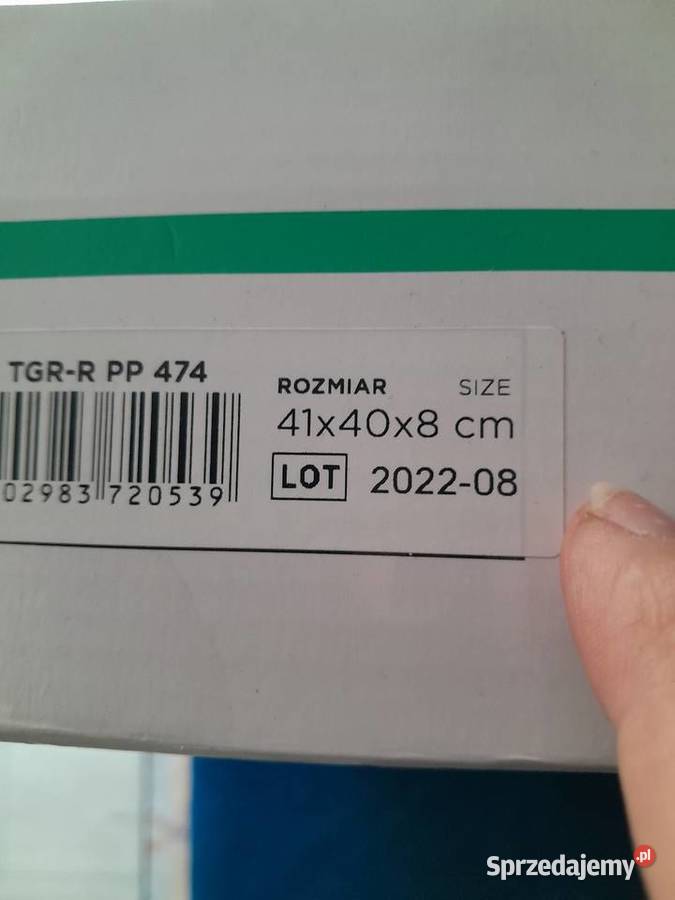 TGR-R PP 474
02983 720539
ROZMIAR SIZE
41x40x8 cm
LOT 2022-08
Sprzedajemy.pl